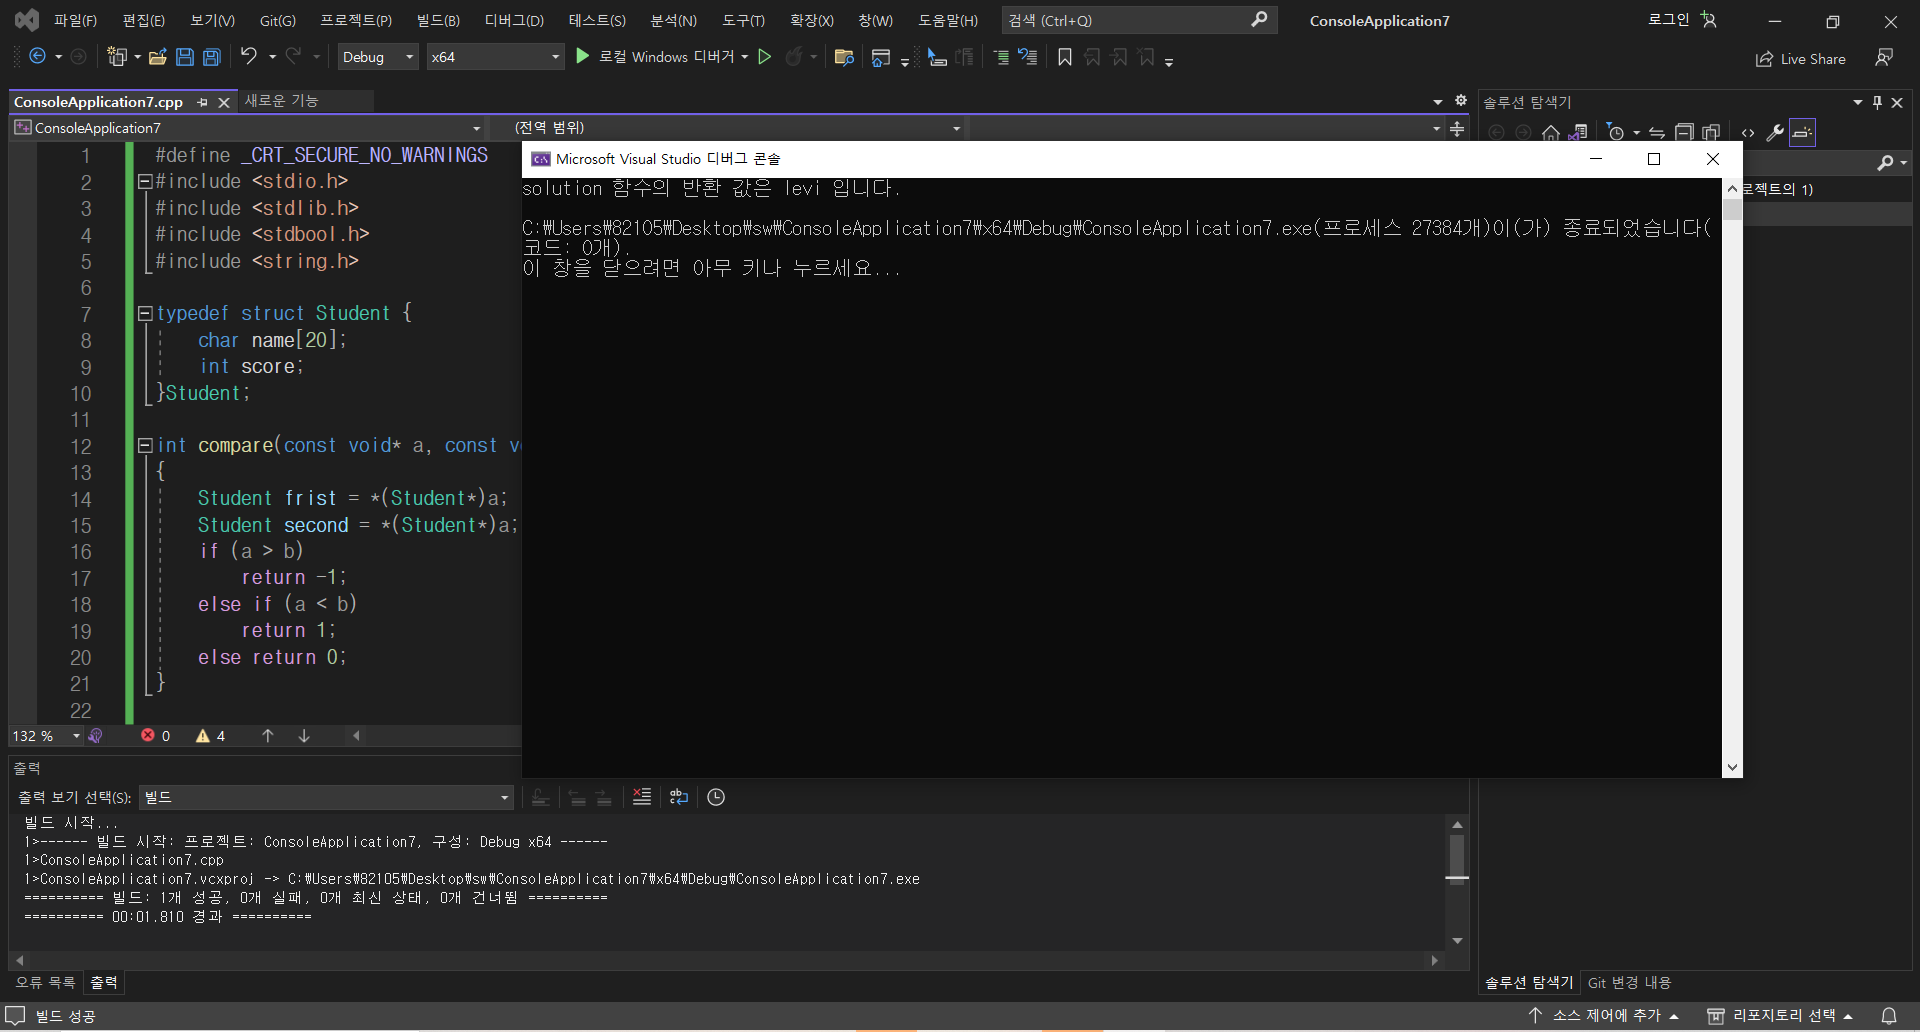 파일(F) 편집(E) 보기(V) Git(G) 프로젝트(P) 빌드(B) 디버그(D) 테스트(S) 분석(N) 도구(T) 확장(X) 창(W) 도움말(H) 검색 (Ctrl+Q) ConsoleApplication7 로그인
Debug x64 로컬 Windows 디버거 Live Share
ConsoleApplication7.cpp 새로운 기능 솔루션 탐색기
ConsoleApplication7 (전역 범위)
1 #define _CRT_SECURE_NO_WARNINGS
2 #include <stdio.h>
3 #include <stdlib.h>
4 #include <stdbool.h>
5 #include <string.h>
6
7 typedef struct Student {
8 char name[20];
9 int score;
10 }Student;
11
12 int compare(const void* a, const v
13 {
14 Student frist = *(Student*)a;
15 Student second = *(Student*)a;
16 if (a > b)
17 return -1;
18 else if (a < b)
19 return 1;
20 else return 0;
21 }
22
132 % 0 4
Microsoft Visual Studio 디버그 콘솔
solution 함수의 반환 값은 levi 입니다.
C:\Users\82105\Desktop\sw\ConsoleApplication7\x64\Debug\ConsoleApplication7.exe(프로세스 27384개)이(가) 종료되었습니다(
코드: 0개).
이 창을 닫으려면 아무 키나 누르세요...
로젝트의 1)
출력
출력 보기 선택(S): 빌드
빌드 시작...
1>------ 빌드 시작: 프로젝트: ConsoleApplication7, 구성: Debug x64 ------
1>ConsoleApplication7.cpp
1>ConsoleApplication7.vcxproj -> C:\Users\82105\Desktop\sw\ConsoleApplication7\x64\Debug\ConsoleApplication7.exe
========== 빌드: 1개 성공, 0개 실패, 0개 최신 상태, 0개 건너뜀 ==========
========== 00:01.810 경과 ==========
오류 목록 출력 솔루션 탐색기 Git 변경 내용
빌드 성공 소스 제어에 추가 리포지토리 선택